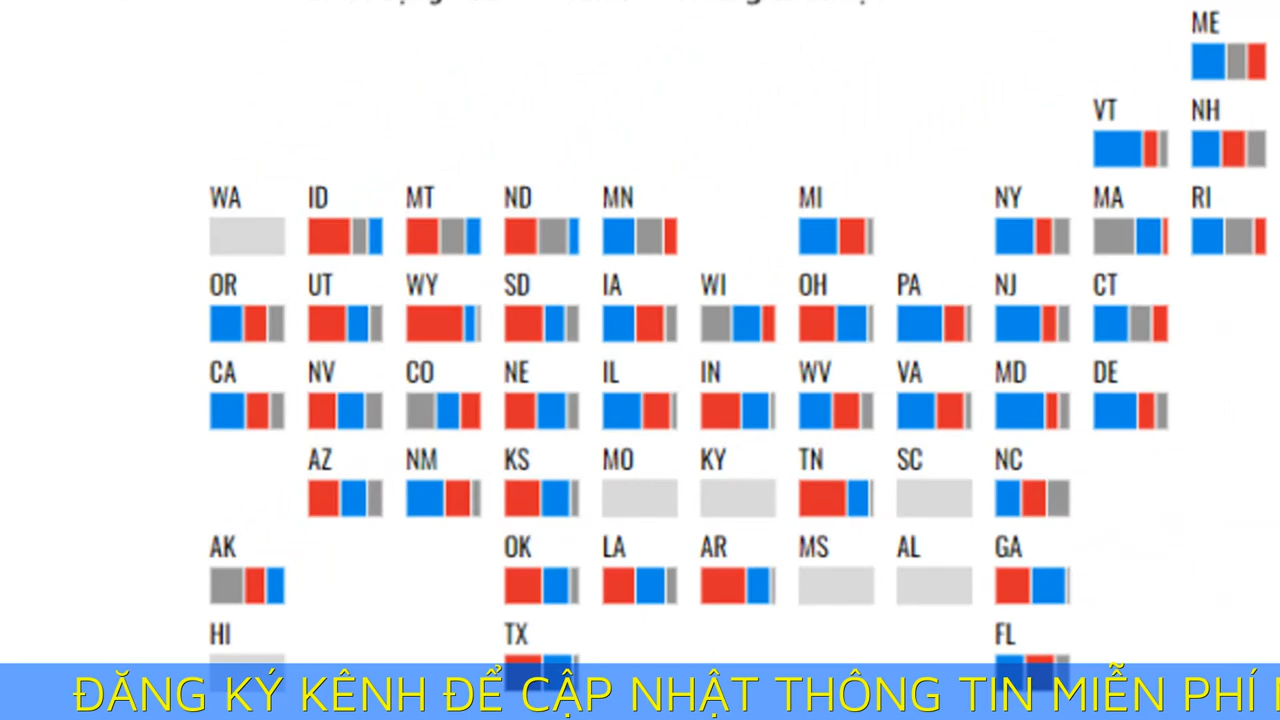 ME
VT NH
WA ID MT ND MN MI NY MA RI
OR UT WY SD IA WI OH PA NJ CT
CA NV CO NE IL IN WV VA MD DE
AZ NM KS MO KY TN SC NC
AK OK LA AR MS AL GA
HI TX FL
ĐĂNG KÝ KÊNH ĐỂ CẬP NHẬT THÔNG TIN MIỄN PHÍ